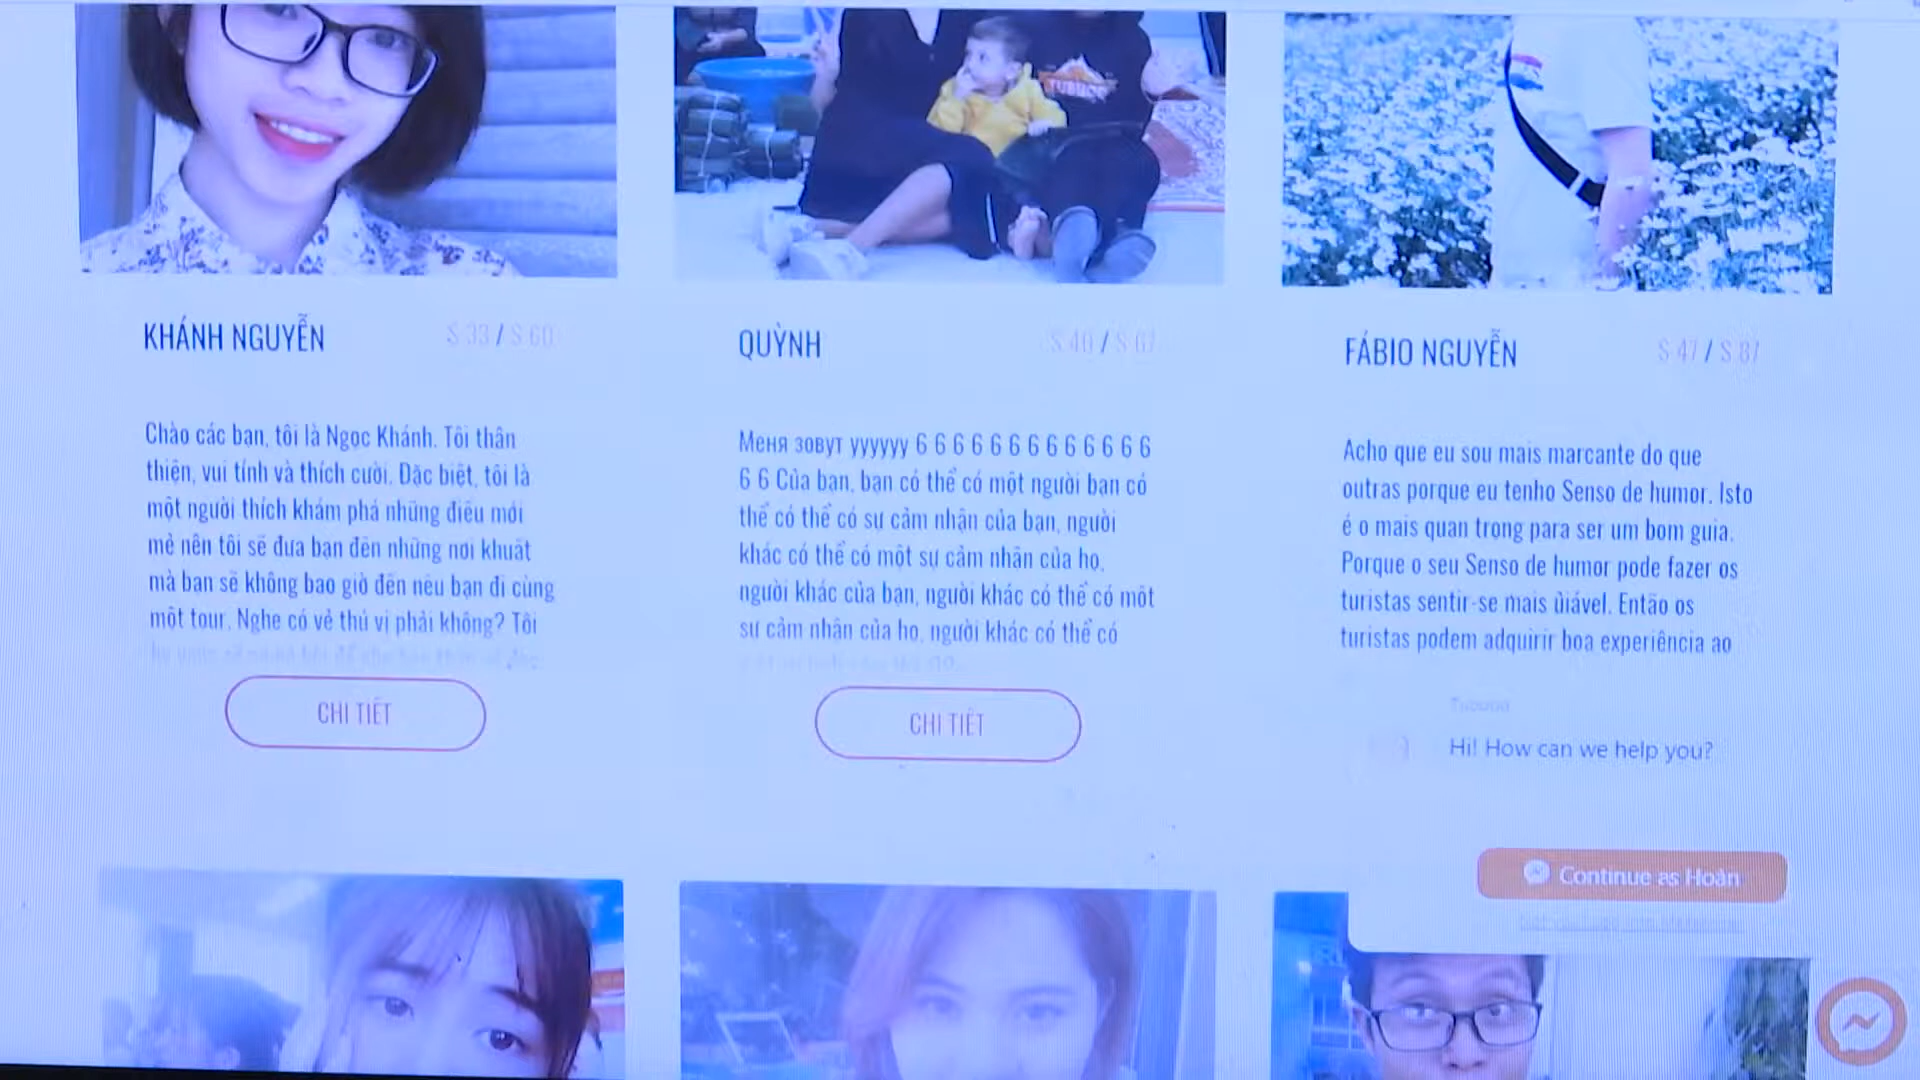 TUBUDD
KHÁNH NGUYỄN
$ 33 / $ 60
Chào các bạn, tôi là Ngọc Khánh. Tôi thân
thiện, vui tính và thích cười. Đặc biệt, tôi là
một người thích khám phá những điều mới
mẻ nên tôi sẽ đưa bạn đến những nơi khuất
mà bạn sẽ không bao giờ đến nếu bạn đi cùng
một tour. Nghe có vẻ thú vị phải không? Tôi
CHI TIẾT
QUỲNH
$ 40 / $ 67
Меня зовут yyyyyy 6 6 6 6 6 6 6 6 6 6 6 6 6
6 6 Của bạn, bạn có thể có một người bạn có
thể có thể có sự cảm nhận của bạn, người
khác có thể có một sự cảm nhận của họ,
người khác của bạn, người khác có thể có một
sự cảm nhận của họ, người khác có thể có
CHI TIẾT
FÁBIO NGUYỄN
$ 47 / $ 87
Acho que eu sou mais marcante do que
outras porque eu tenho Senso de humor. Isto
é o mais quan trọng para ser um bom guia.
Porque o seu Senso de humor pode fazer os
turistas sentir-se mais ùiável. Então os
turistas podem adquirir boa experiência ao
Tubudd
Hi! How can we help you?
Continue as Hoàn